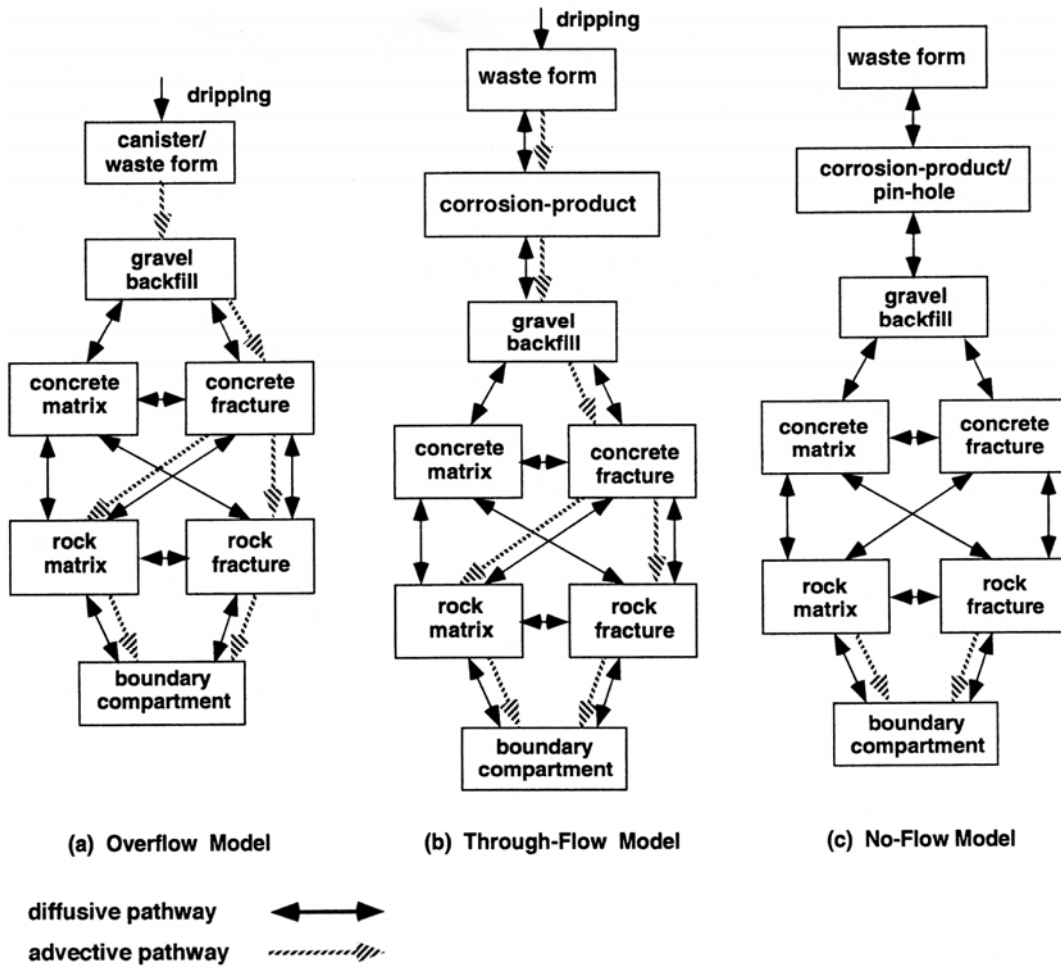 dripping
canister/
waste form
gravel
backfill
concrete
matrix
concrete
fracture
rock
matrix
rock
fracture
boundary
compartment
(a) Overflow Model
dripping
waste form
corrosion-product
gravel
backfill
concrete
matrix
concrete
fracture
rock
matrix
rock
fracture
boundary
compartment
(b) Through-Flow Model
waste form
corrosion-product/
pin-hole
gravel
backfill
concrete
matrix
concrete
fracture
rock
matrix
rock
fracture
boundary
compartment
(c) No-Flow Model
diffusive pathway
advective pathway